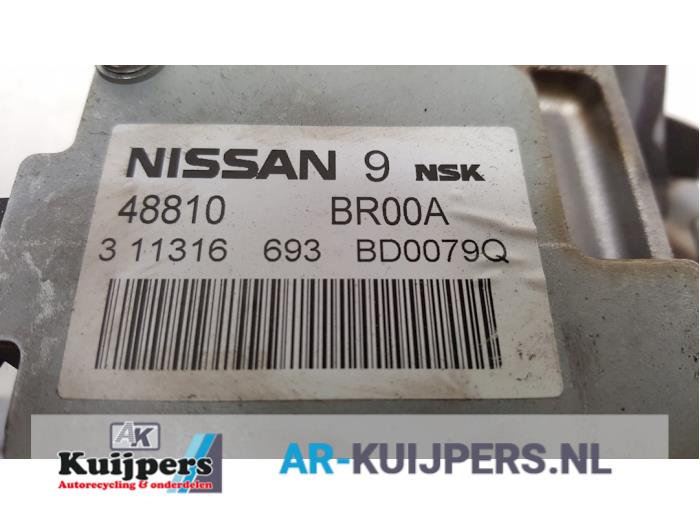 NISSAN 9 NSK
48810 BR00A
3 11316 693 BD0079Q
AK
Kuijpers
Autorecycling & onderdelen
AR-KUIJPERS.NL